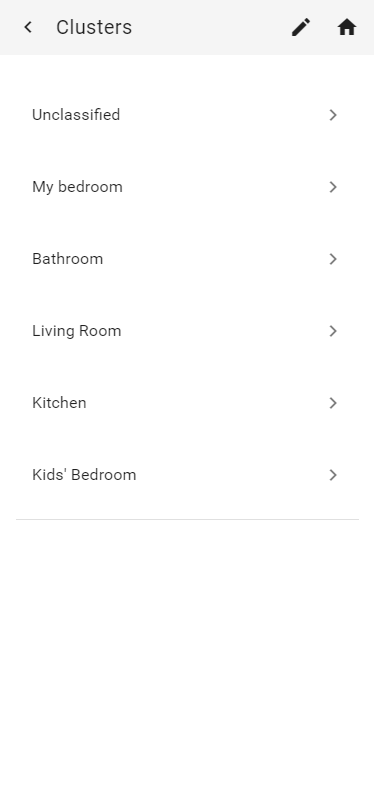 Clusters
Unclassified
My bedroom
Bathroom
Living Room
Kitchen
Kids' Bedroom